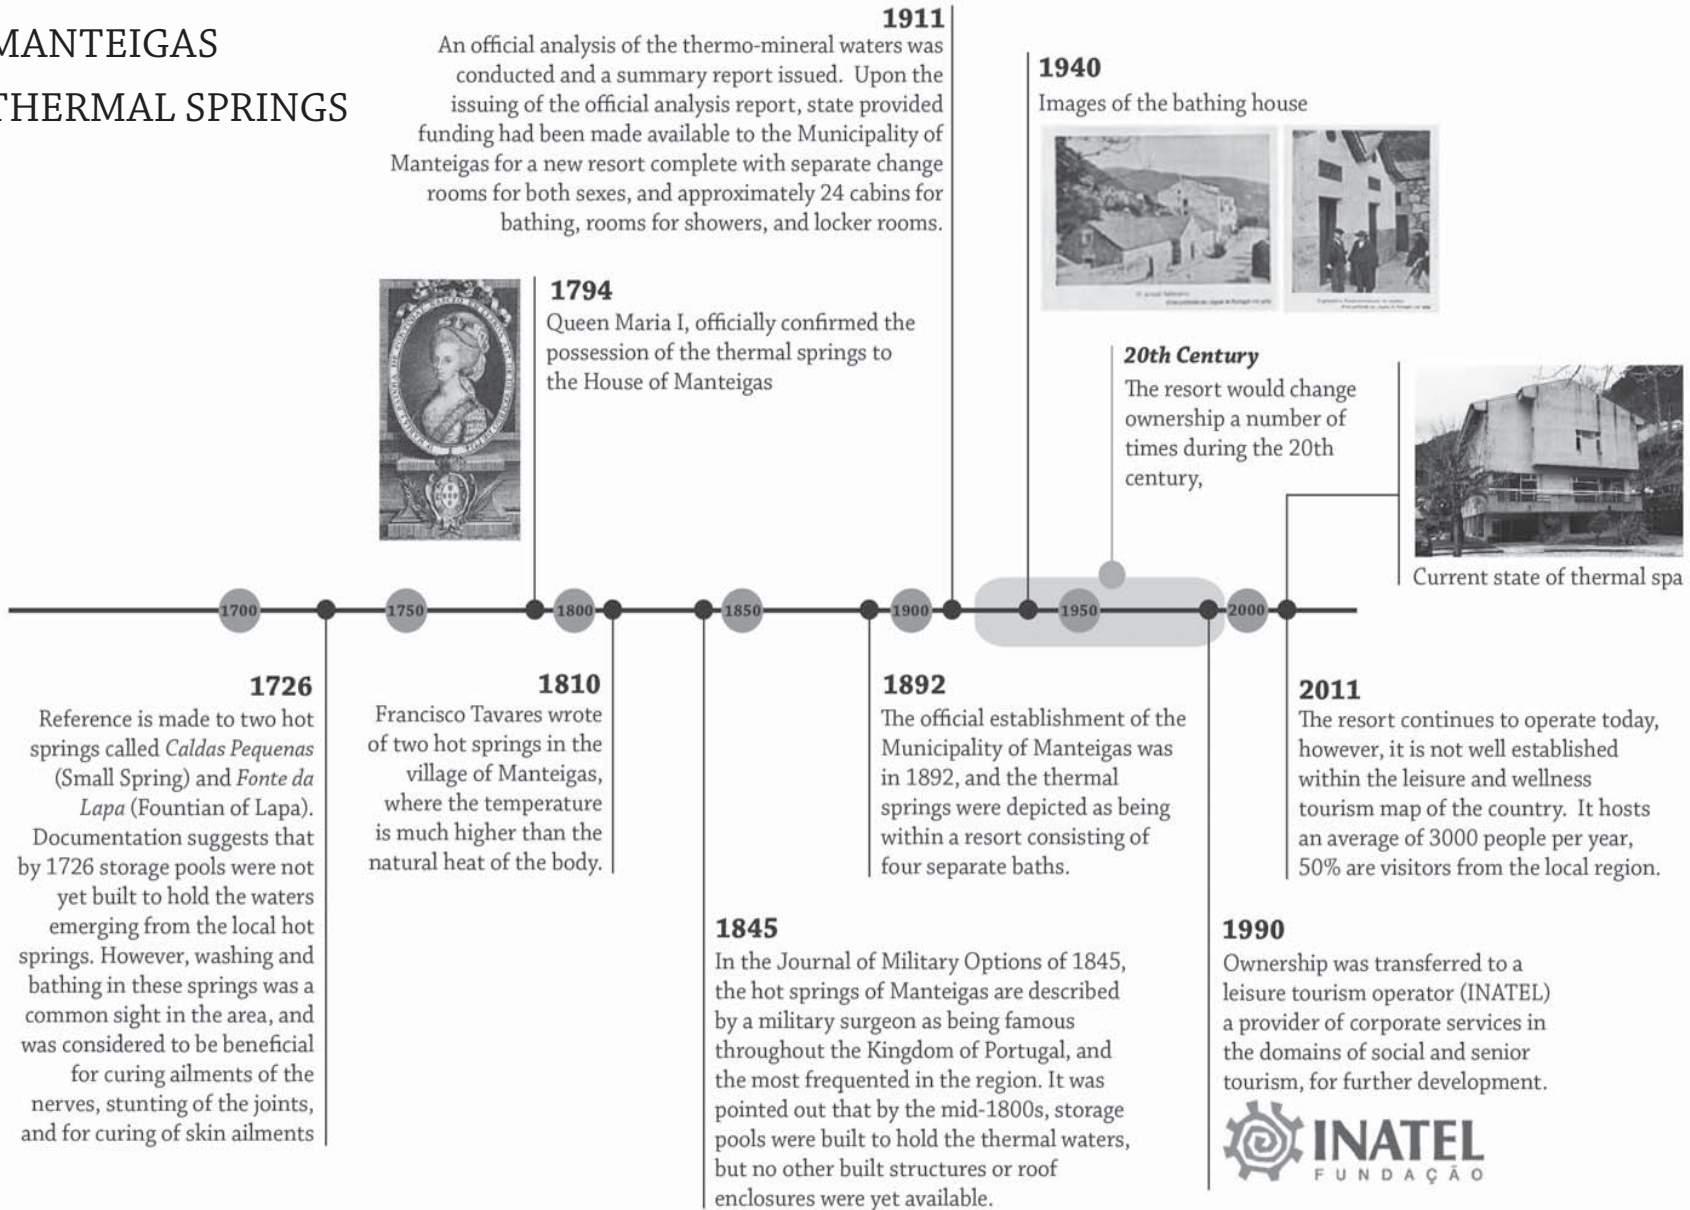 MANTEIGAS
THERMAL SPRINGS
1911
An official analysis of the thermo-mineral waters was
conducted and a summary report issued.  Upon the
issuing of the official analysis report, state provided
funding had been made available to the Municipality of
Manteigas for a new resort complete with separate change
rooms for both sexes, and approximately 24 cabins for
bathing, rooms for showers, and locker rooms.
1940
Images of the bathing house
1794
Queen Maria I, officially confirmed the
possession of the thermal springs to
the House of Manteigas
20th Century
The resort would change
ownership a number of
times during the 20th
century,
Current state of thermal spa
1700
1750
1800
1850
1900
1950
2000
1726
Reference is made to two hot
springs called Caldas Pequenas
(Small Spring) and Fonte da
Lapa (Fountian of Lapa).
Documentation suggests that
by 1726 storage pools were not
yet built to hold the waters
emerging from the local hot
springs. However, washing and
bathing in these springs was a
common sight in the area, and
was considered to be beneficial
for curing ailments of the
nerves, stunting of the joints,
and for curing of skin ailments
1810
Francisco Tavares wrote
of two hot springs in the
village of Manteigas,
where the temperature
is much higher than the
natural heat of the body.
1845
In the Journal of Military Options of 1845,
the hot springs of Manteigas are described
by a military surgeon as being famous
throughout the Kingdom of Portugal, and
the most frequented in the region. It was
pointed out that by the mid-1800s, storage
pools were built to hold the thermal waters,
but no other built structures or roof
enclosures were yet available.
1892
The official establishment of the
Municipality of Manteigas was
in 1892, and the thermal
springs were depicted as being
within a resort consisting of
four separate baths.
1990
Ownership was transferred to a
leisure tourism operator (INATEL)
a provider of corporate services in
the domains of social and senior
tourism, for further development.
INATEL
FUNDAÇÃO
2011
The resort continues to operate today,
however, it is not well established
within the leisure and wellness
tourism map of the country.  It hosts
an average of 3000 people per year,
50% are visitors from the local region.